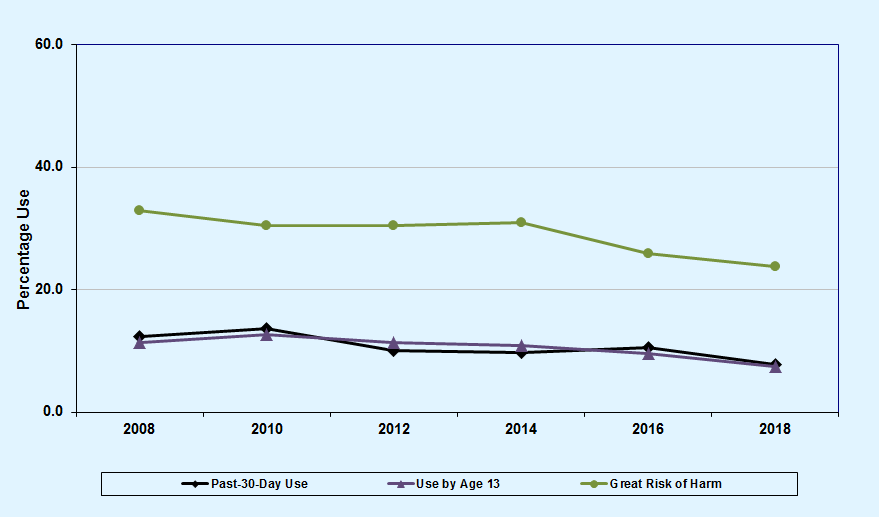 60.0
40.0
20.0
0.0
Percentage Use
2008 2010 2012 2014 2016 2018
Past-30-Day Use Use by Age 13 Great Risk of Harm